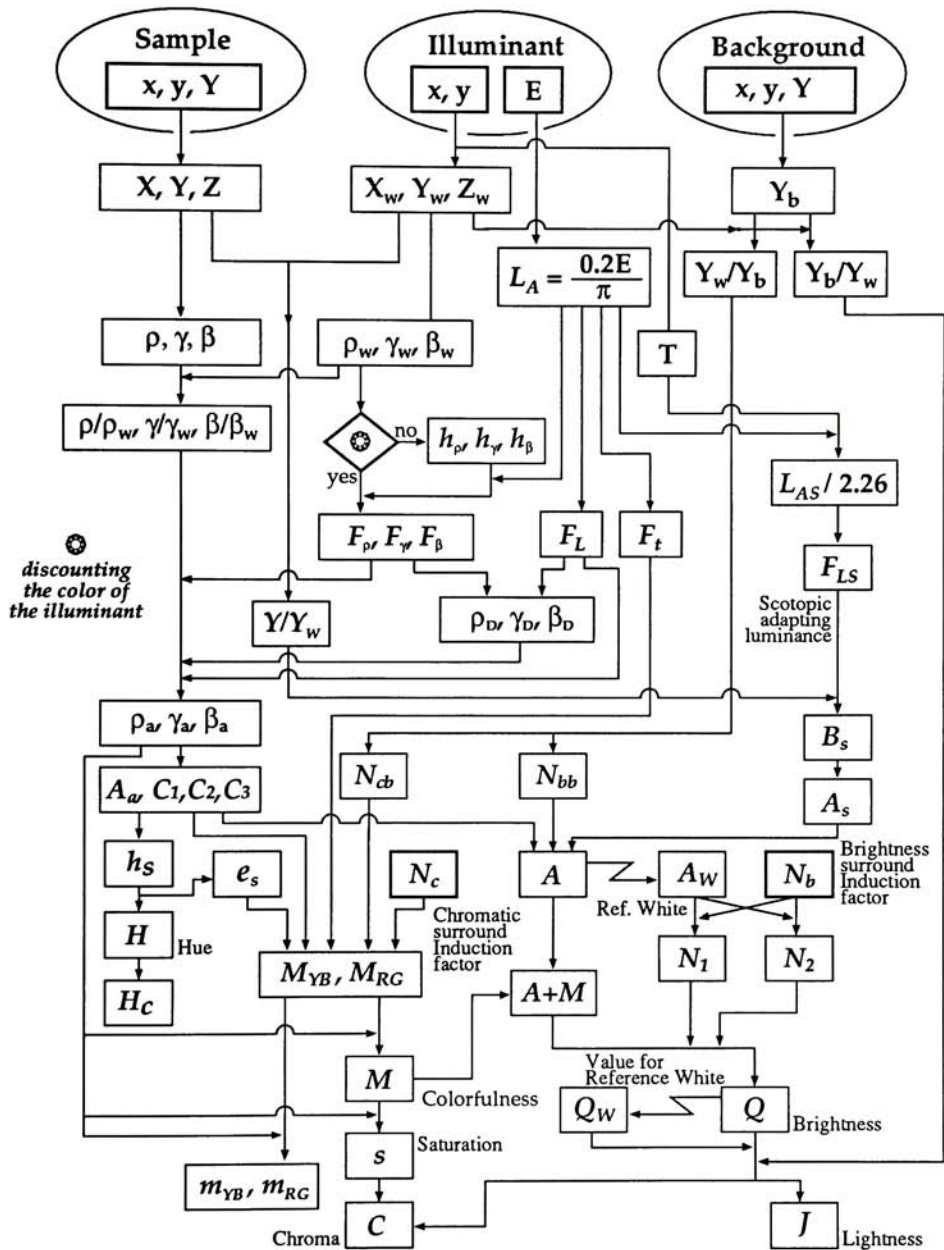 Sample
Illuminant
Background
x, y, Y
x, y
E
x, y, Y
X, Y, Z
X_w, Y_w, Z_w
Y_b
L_A = 0.2E/π
Y_w/Y_b
Y_b/Y_w
ρ, γ, β
ρ_w, γ_w, β_w
T
ρ/ρ_w, γ/γ_w, β/β_w
no
h_ρ, h_γ, h_β
yes
L_AS / 2.26
F_ρ, F_γ, F_β
F_L
F_t
F_LS
discounting
the color of
the illuminant
Y/Y_w
ρ_D, γ_D, β_D
Scotopic
adapting
luminance
ρ_a, γ_a, β_a
B_s
N_cb
N_bb
A_a, C1, C2, C3
A_s
h_S
e_s
N_c
A
A_W
N_b
Brightness
surround
Induction
factor
Ref. White
Chromatic
surround
Induction
factor
H
Hue
N_1
N_2
M_YB, M_RG
A+M
H_C
Value for
Reference White
M
Colorfulness
Q_W
Q
Brightness
s
Saturation
m_YB, m_RG
C
Chroma
J
Lightness